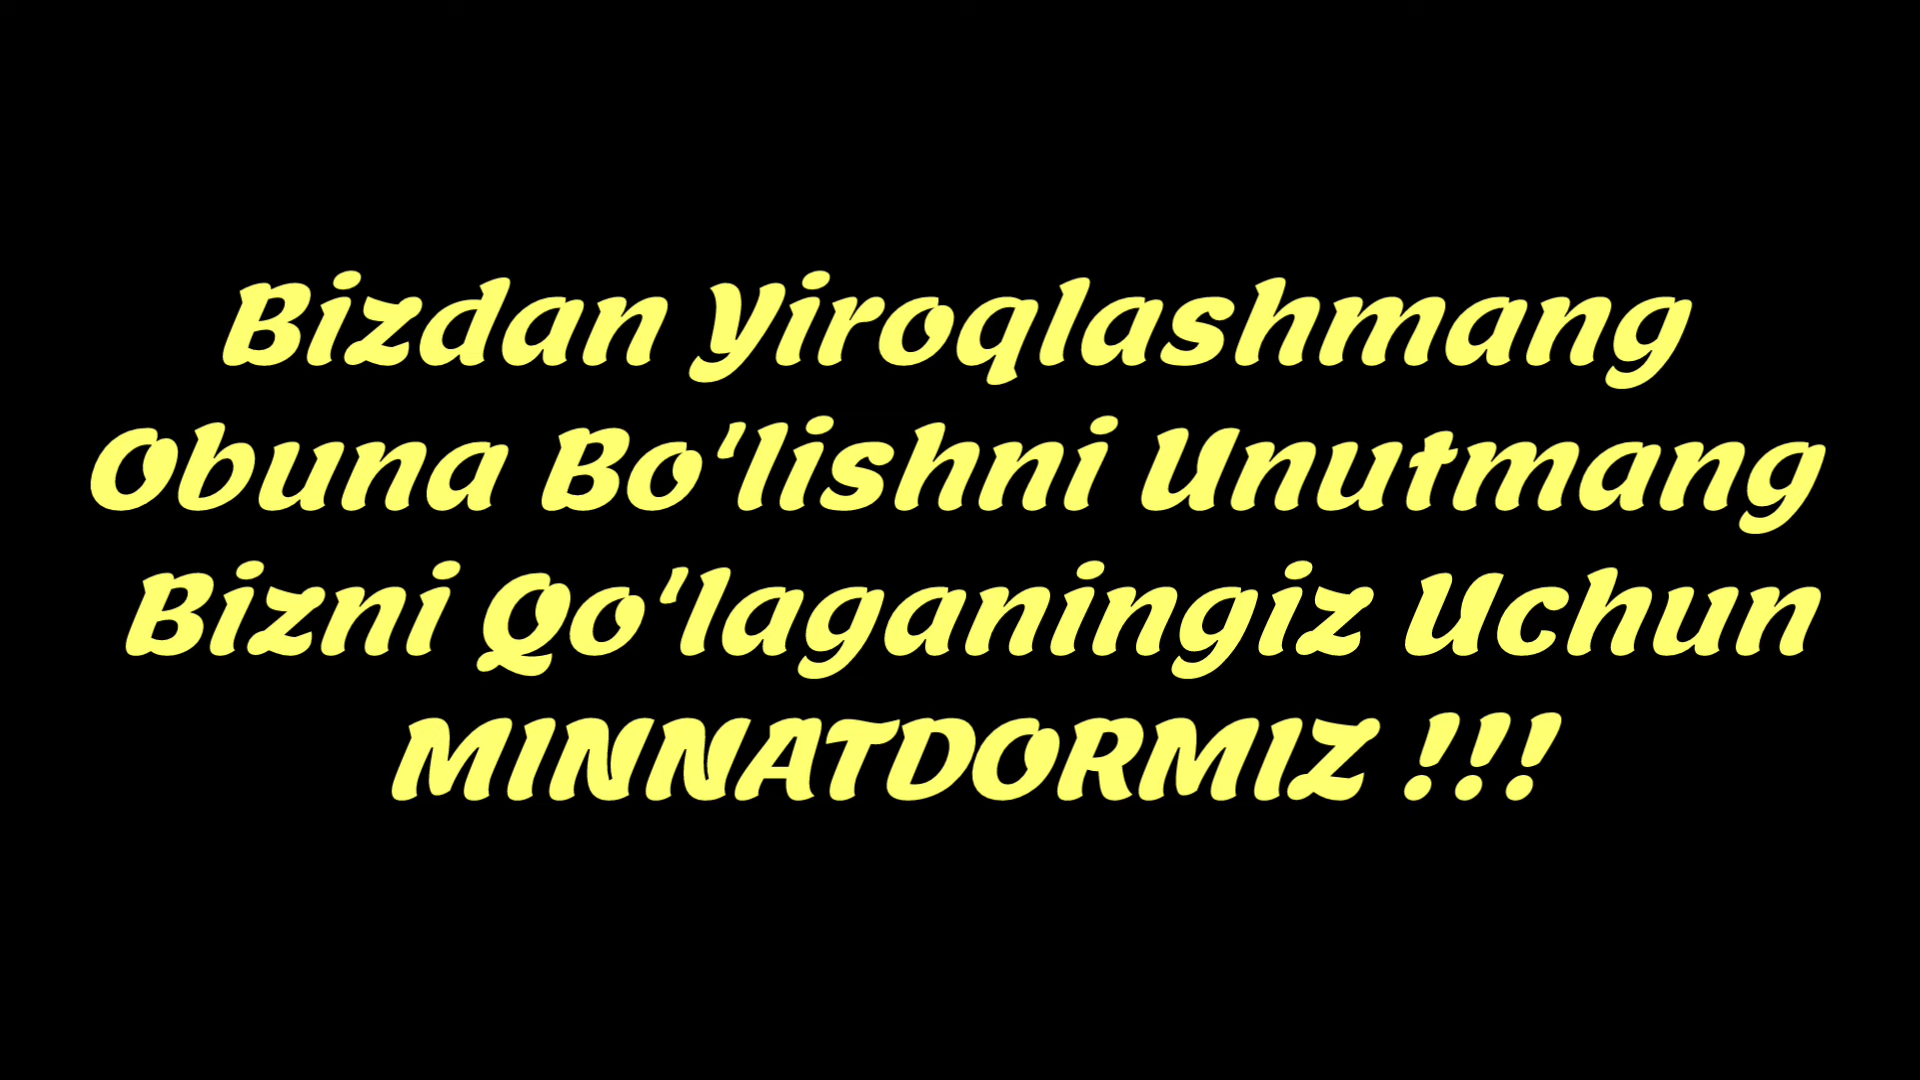 Bizdan Yiroqlashmang
Obuna Bo'lishni Unutmang
Bizni Qo'laganingiz Uchun
MINNATDORMIZ !!!